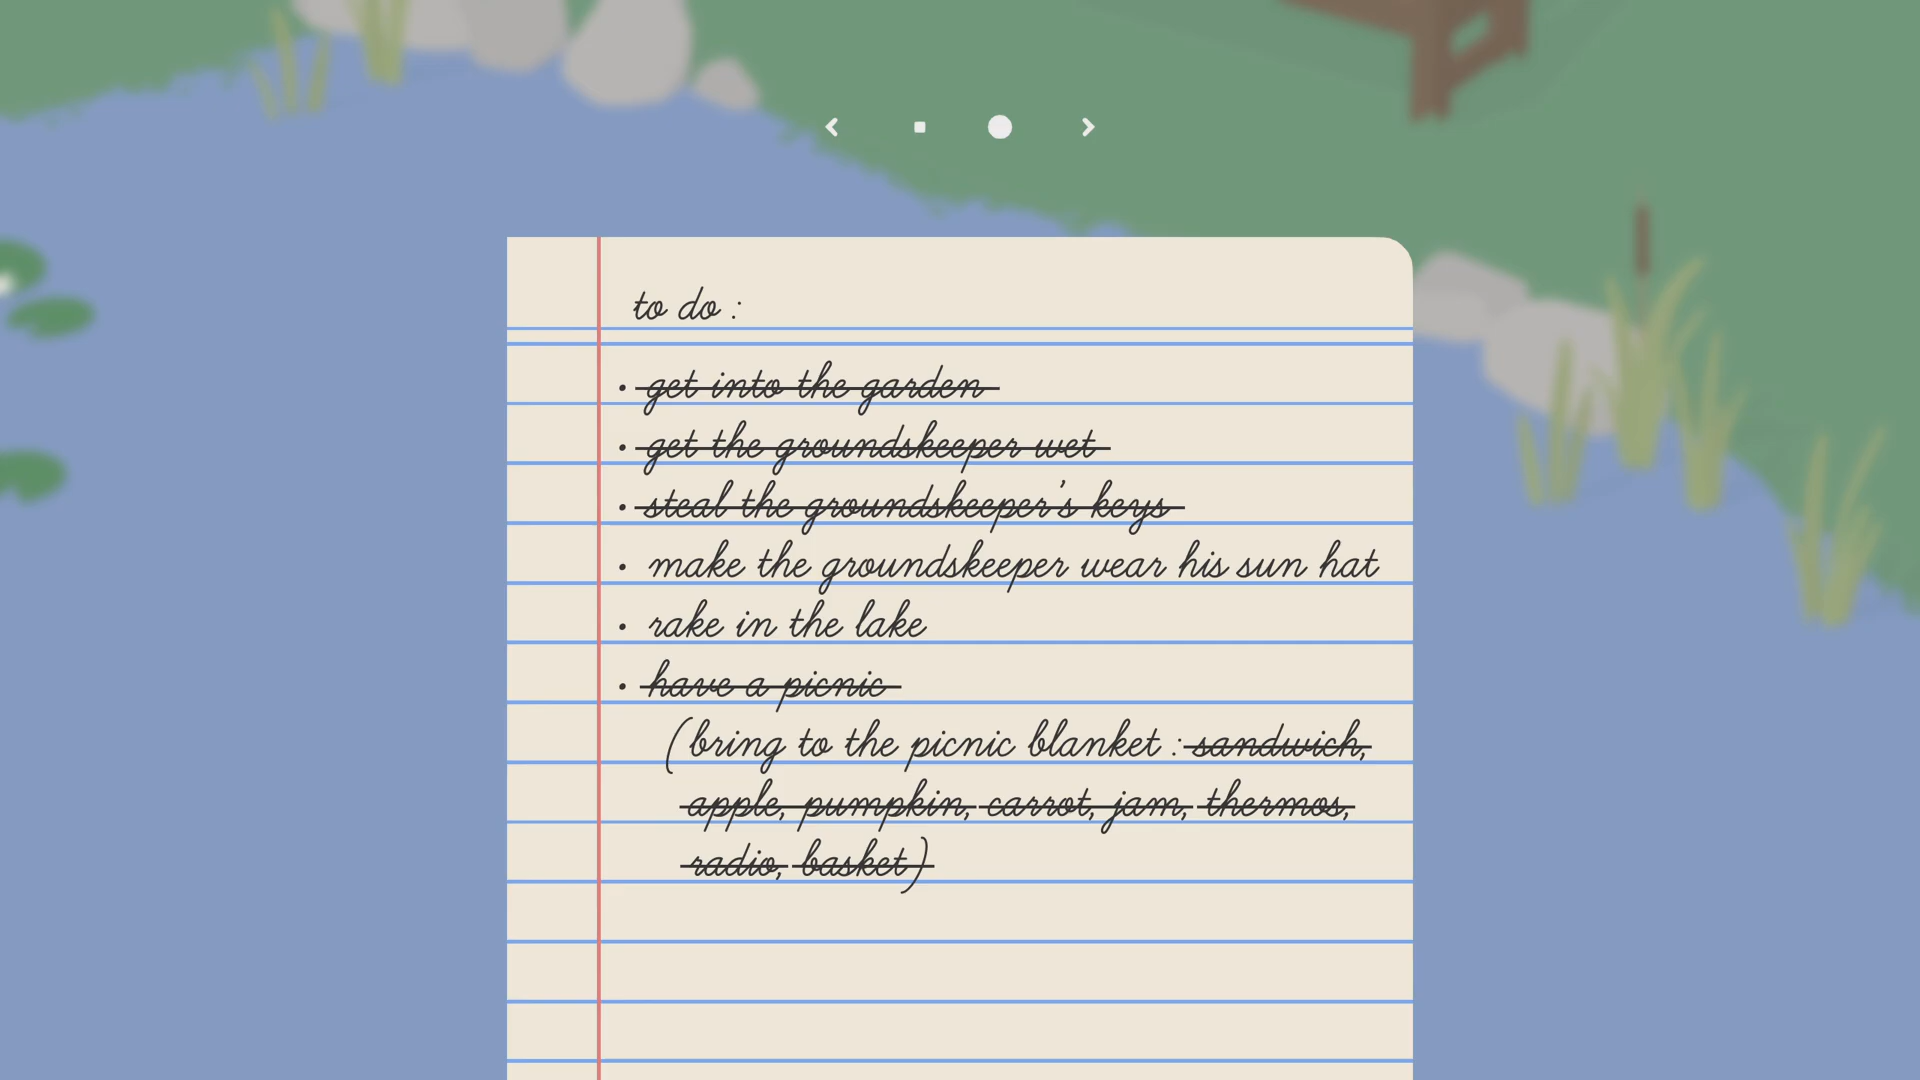 to do :
• get into the garden
• get the groundskeeper wet
• steal the groundskeeper's keys
• make the groundskeeper wear his sun hat
• rake in the lake
• have a picnic
(bring to the picnic blanket : sandwich,
apple, pumpkin, carrot, jam, thermos,
radio, basket)